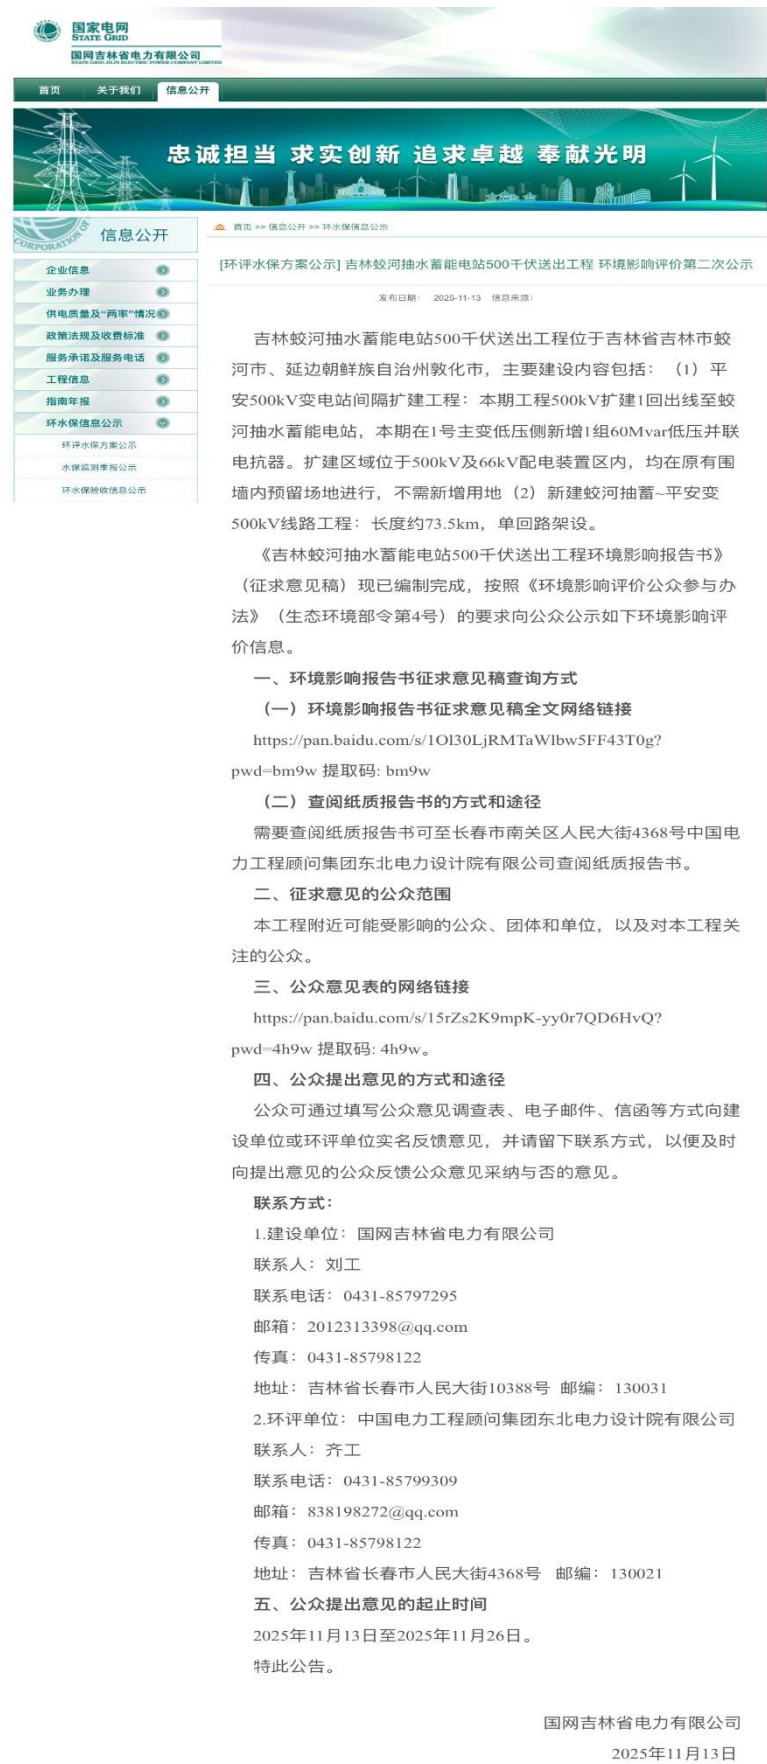 国家电网
STATE GRID
国网吉林省电力有限公司
STATE GRID JILIN ELECTRIC POWER COMPANY LIMITED
首页 关于我们 信息公开
忠诚担当 求实创新 追求卓越 奉献光明
CORPORATION OF
信息公开
首页 >> 信息公开 >> 环水保信息公示
企业信息
业务办理
供电质量及“两率”情况
政策法规及收费标准
服务承诺及服务电话
工程信息
指南年报
环水保信息公示
环评水保方案公示
水保监测季报公示
环水保验收信息公示
[环评水保方案公示] 吉林蛟河抽水蓄能电站500千伏送出工程 环境影响评价第二次公示
发布日期: 2025-11-13 信息来源:
吉林蛟河抽水蓄能电站500千伏送出工程位于吉林省吉林市蛟
河市、延边朝鲜族自治州敦化市，主要建设内容包括：（1）平
安500kV变电站间隔扩建工程：本期工程500kV扩建1回出线至蛟
河抽水蓄能电站，本期在1号主变低压侧新增1组60Mvar低压并联
电抗器。扩建区域位于500kV及66kV配电装置区内，均在原有围
墙内预留场地进行，不需新增用地（2）新建蛟河抽蓄~平安变
500kV线路工程：长度约73.5km，单回路架设。
《吉林蛟河抽水蓄能电站500千伏送出工程环境影响报告书》
（征求意见稿）现已编制完成，按照《环境影响评价公众参与办
法》（生态环境部令第4号）的要求向公众公示如下环境影响评
价信息。
一、环境影响报告书征求意见稿查询方式
（一）环境影响报告书征求意见稿全文网络链接
https://pan.baidu.com/s/1Ol30LjRMTaWlbw5FF43T0g?
pwd=bm9w 提取码: bm9w
（二）查阅纸质报告书的方式和途径
需要查阅纸质报告书可至长春市南关区人民大街4368号中国电
力工程顾问集团东北电力设计院有限公司查阅纸质报告书。
二、征求意见的公众范围
本工程附近可能受影响的公众、团体和单位，以及对本工程关
注的公众。
三、公众意见表的网络链接
https://pan.baidu.com/s/15rZs2K9mpK-yy0r7QD6HvQ?
pwd=4h9w 提取码: 4h9w。
四、公众提出意见的方式和途径
公众可通过填写公众意见调查表、电子邮件、信函等方式向建
设单位或环评单位实名反馈意见，并请留下联系方式，以便及时
向提出意见的公众反馈公众意见采纳与否的意见。
联系方式：
1.建设单位：国网吉林省电力有限公司
联系人：刘工
联系电话：0431-85797295
邮箱：2012313398@qq.com
传真：0431-85798122
地址：吉林省长春市人民大街10388号 邮编：130031
2.环评单位：中国电力工程顾问集团东北电力设计院有限公司
联系人：齐工
联系电话：0431-85799309
邮箱：838198272@qq.com
传真：0431-85798122
地址：吉林省长春市人民大街4368号 邮编：130021
五、公众提出意见的起止时间
2025年11月13日至2025年11月26日。
特此公告。
国网吉林省电力有限公司
2025年11月13日